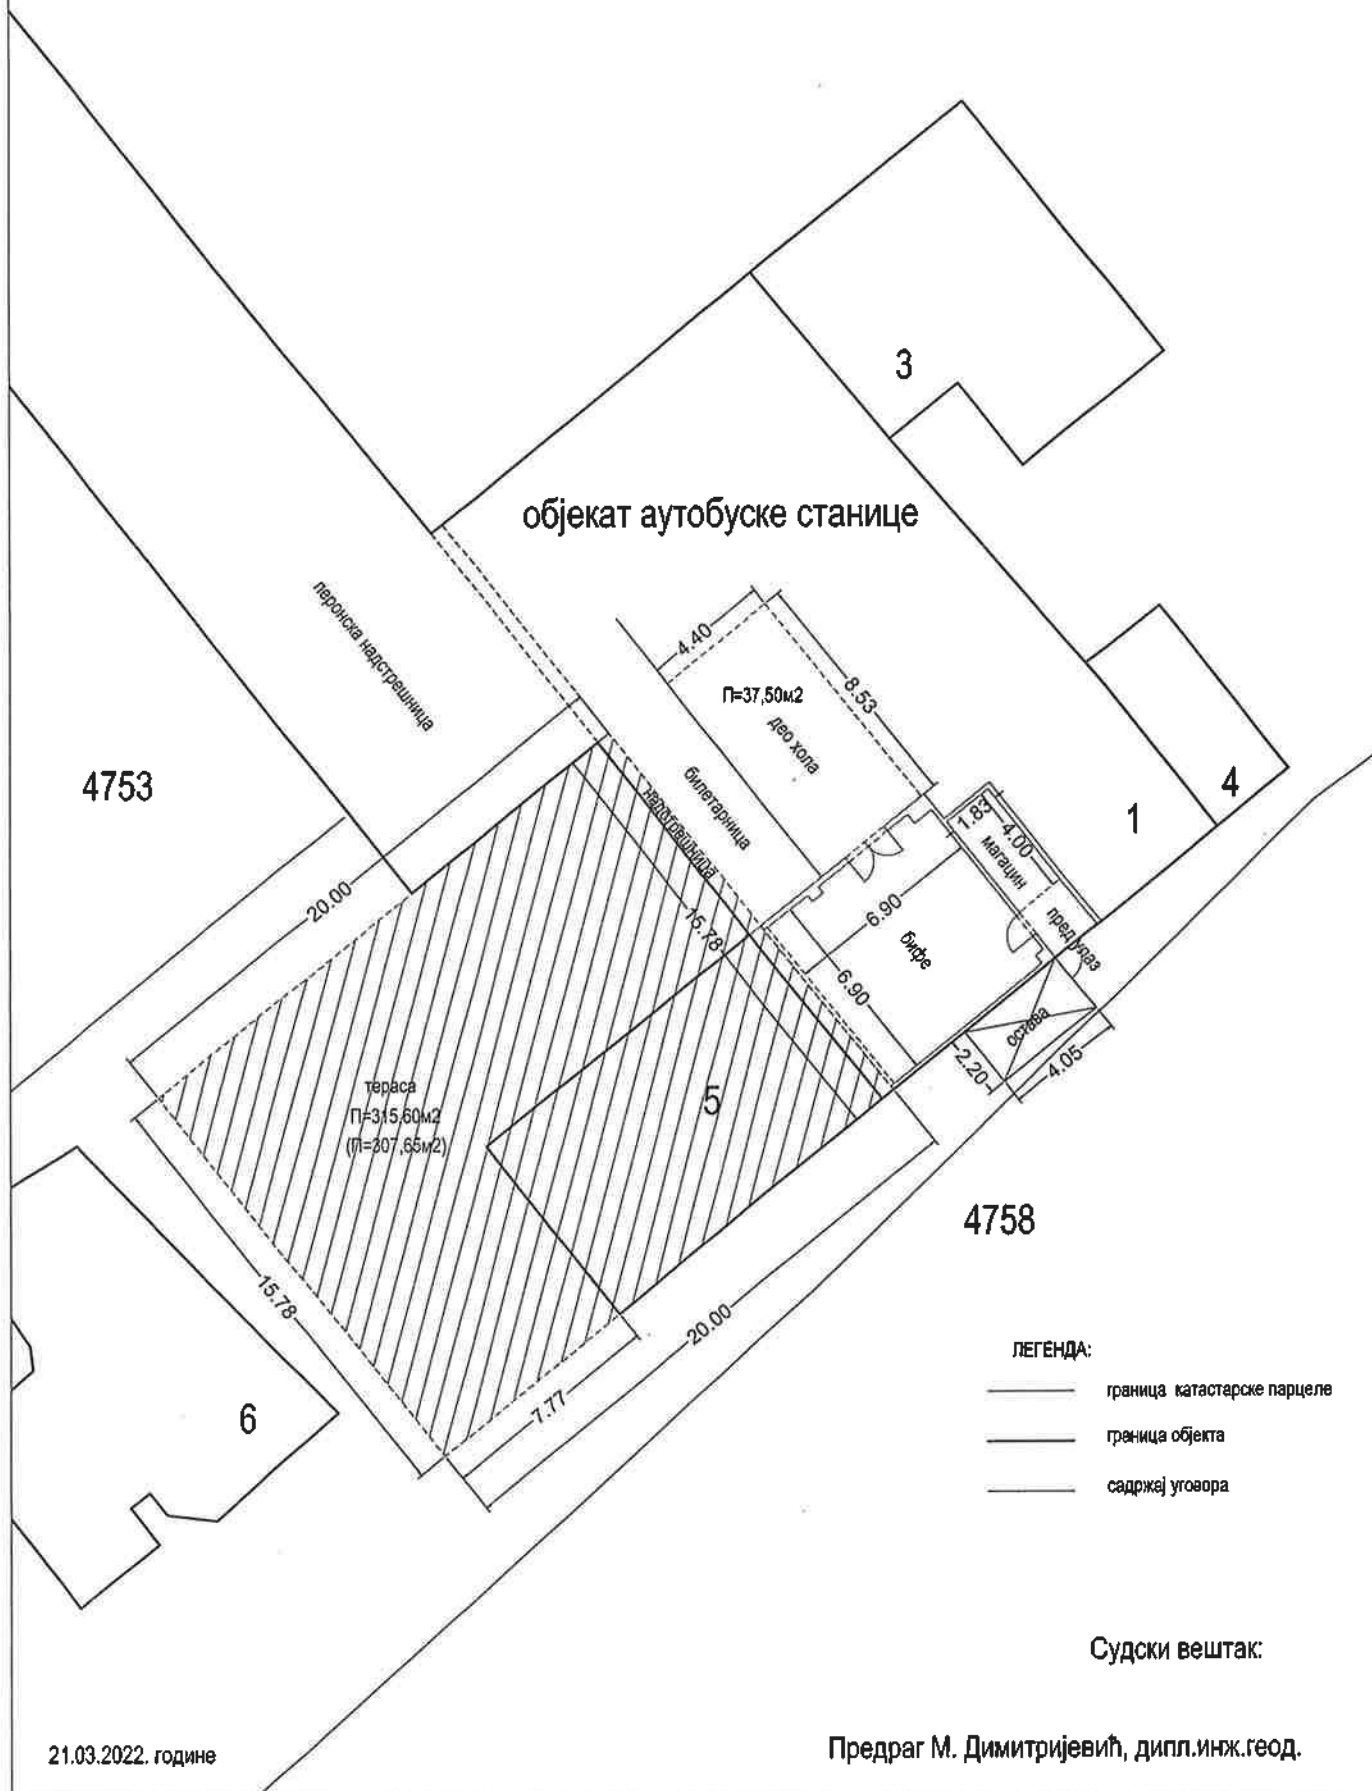 3
објекат аутобуске станице
перонска надстрешница
4.40
П=37,50м2
8.53
део хола
4753
билетарница
надстрешница
4
1
1.83
4.00
магацин
20.00
15.78
6.90
бифе
предулаз
6.90
остава
2.20
4.05
тераса
П=315,60м2
(П=307,65м2)
5
4758
15.78
20.00
7.77
6
ЛЕГЕНДА:
граница катастарске парцеле
граница објекта
садржај уговора
Судски вештак:
21.03.2022. године
Предраг М. Димитријевић, дипл.инж.геод.